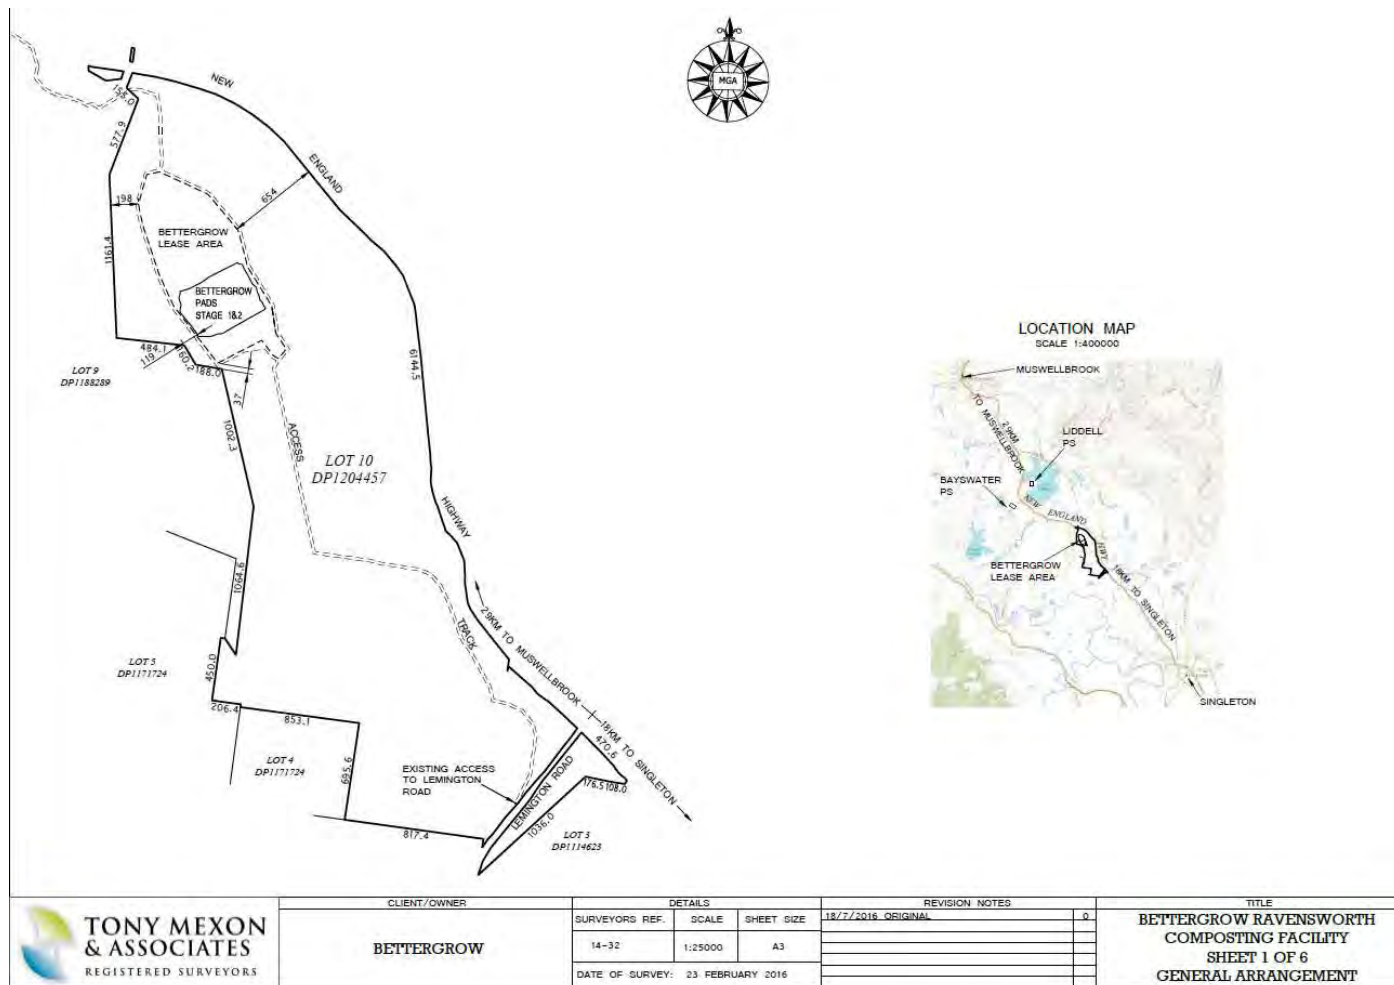 MGA
NEW
ENGLAND
HIGHWAY
155.0
577.9
198
1161.4
654
BETTERGROW
LEASE AREA
BETTERGROW
PADS
STAGE 1&2
484.1
119
160.2
188.0
37
LOT 9
DP1188289
1002.3
ACCESS
TRACK
LOT 10
DP1204457
6144.5
1064.6
LOT 5
DP1171724
450.0
206.4
853.1
LOT 4
DP1171724
695.6
817.4
EXISTING ACCESS
TO LEMINGTON
ROAD
LEMINGTON ROAD
29KM TO MUSWELLBROOK
18KM TO SINGLETON
470.6
176.5
108.0
1036.0
LOT 3
DP1114623
LOCATION MAP
SCALE 1:400000
MUSWELLBROOK
29KM
TO MUSWELLBROOK
LIDDELL
PS
BAYSWATER
PS
NEW ENGLAND HWY
BETTERGROW
LEASE AREA
18KM TO SINGLETON
SINGLETON
TONY MEXON
& ASSOCIATES
REGISTERED SURVEYORS
CLIENT/OWNER
BETTERGROW
DETAILS
SURVEYORS REF. SCALE SHEET SIZE
14-32 1:25000 A3
DATE OF SURVEY: 23 FEBRUARY 2016
REVISION NOTES
18/7/2016 ORIGINAL 0
TITLE
BETTERGROW RAVENSWORTH
COMPOSTING FACILITY
SHEET 1 OF 6
GENERAL ARRANGEMENT